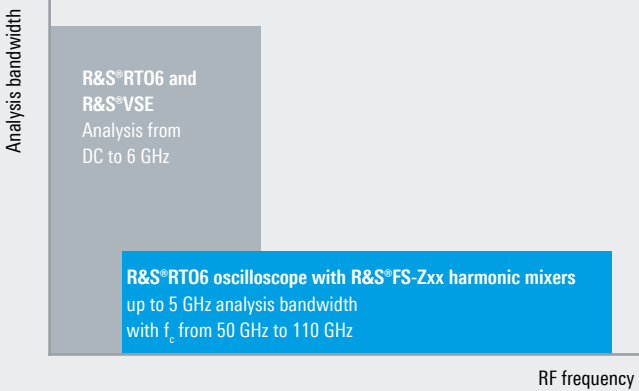 Analysis bandwidth
R&S®RTO6 and
R&S®VSE
Analysis from
DC to 6 GHz
R&S®RTO6 oscilloscope with R&S®FS-Zxx harmonic mixers
up to 5 GHz analysis bandwidth
with fc from 50 GHz to 110 GHz
RF frequency